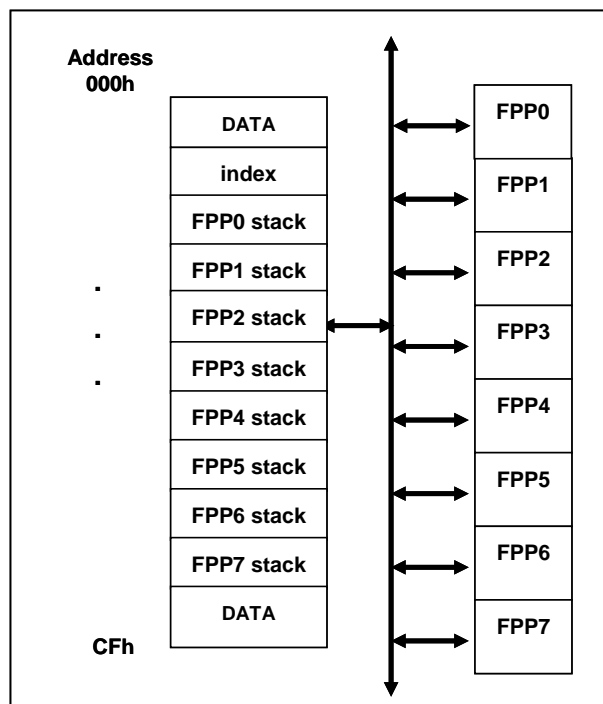 Address
000h
DATA
index
FPP0 stack
FPP1 stack
FPP2 stack
FPP3 stack
FPP4 stack
FPP5 stack
FPP6 stack
FPP7 stack
DATA
CFh
FPP0
FPP1
FPP2
FPP3
FPP4
FPP5
FPP6
FPP7